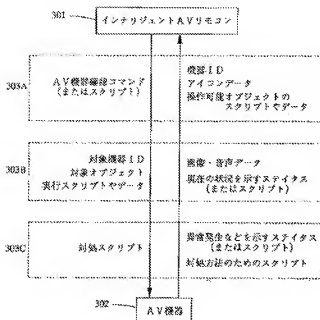 301
インテリジェントAVリモコン
303A
AV機器制御コマンド
(またはスクリプト)
機器ID
アイコンデータ
操作可能オブジェクトの
スクリプトやデータ
303B
対象機器ID
対象オブジェクト
実行スクリプトやデータ
画像・音声データ
現在の状況を示すステイタス
(またはスクリプト)
303C
対処スクリプト
異常発生などを示すステイタス
(またはスクリプト)
対処方法のためのスクリプト
302
AV機器